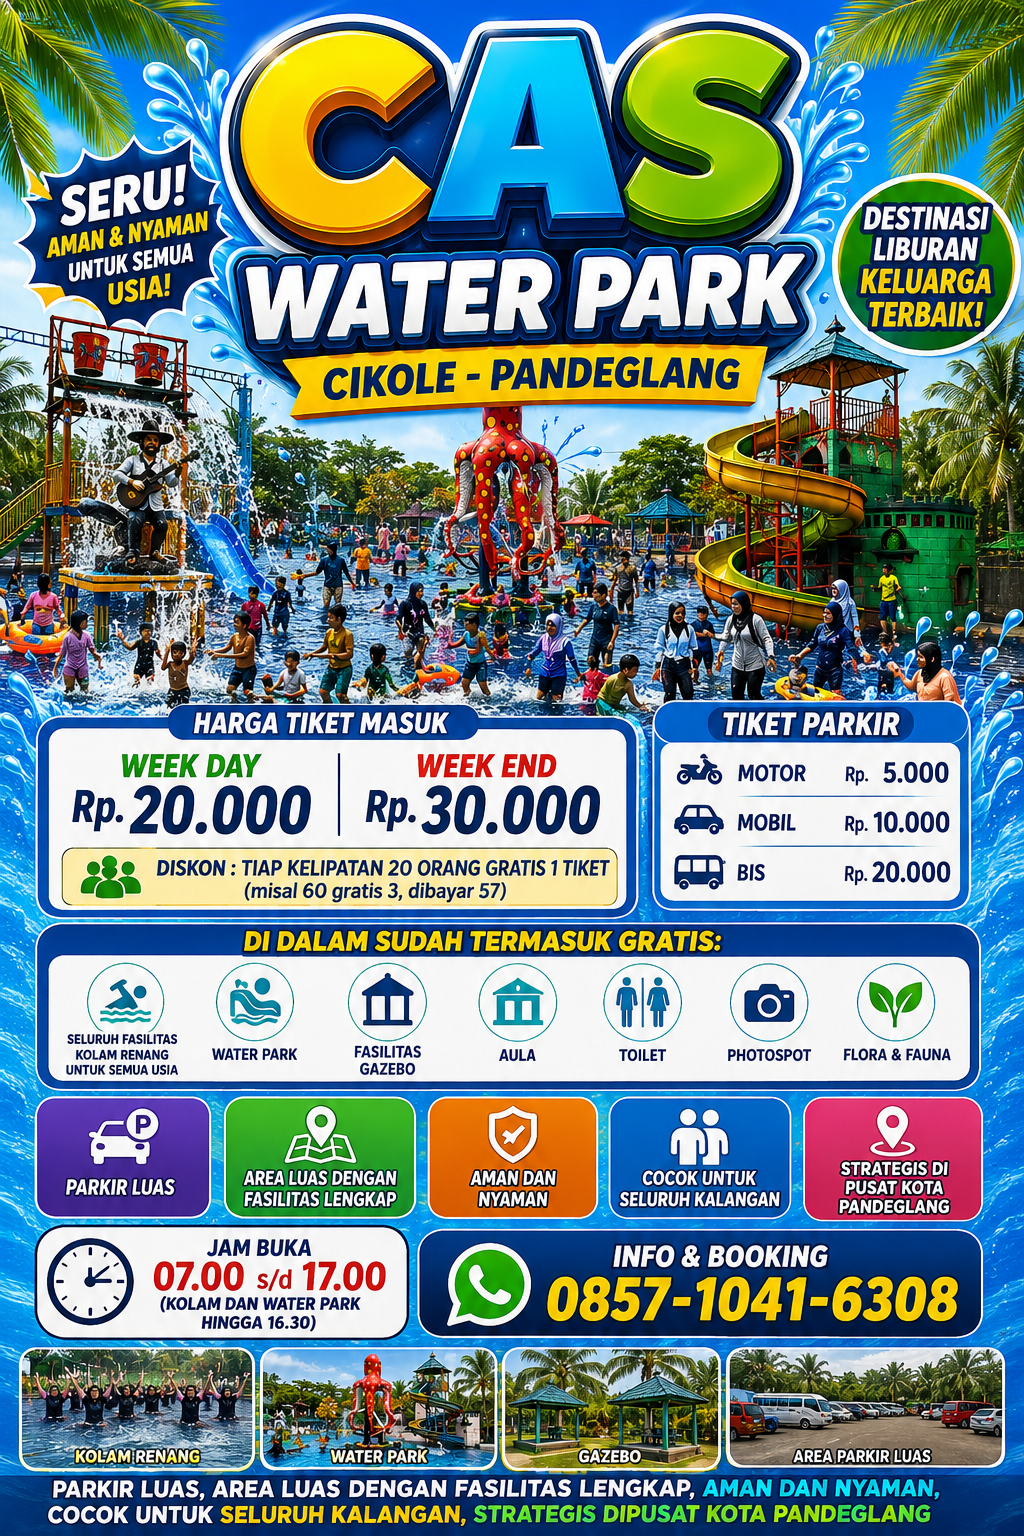 CAS
WATER PARK
CIKOLE - PANDEGLANG
SERU!
AMAN & NYAMAN
UNTUK SEMUA
USIA!
DESTINASI
LIBURAN
KELUARGA
TERBAIK!
HARGA TIKET MASUK
WEEK DAY
Rp. 20.000
WEEK END
Rp. 30.000
DISKON : TIAP KELIPATAN 20 ORANG GRATIS 1 TIKET
(misal 60 gratis 3, dibayar 57)
TIKET PARKIR
MOTOR Rp. 5.000
MOBIL Rp. 10.000
BIS Rp. 20.000
DI DALAM SUDAH TERMASUK GRATIS:
SELURUH FASILITAS
KOLAM RENANG
UNTUK SEMUA USIA
WATER PARK
FASILITAS
GAZEBO
AULA
TOILET
PHOTOSPOT
FLORA & FAUNA
P
PARKIR LUAS
AREA LUAS DENGAN
FASILITAS LENGKAP
AMAN DAN
NYAMAN
COCOK UNTUK
SELURUH KALANGAN
STRATEGIS DI
PUSAT KOTA
PANDEGLANG
JAM BUKA
07.00 s/d 17.00
(KOLAM DAN WATER PARK
HINGGA 16.30)
INFO & BOOKING
0857-1041-6308
KOLAM RENANG
WATER PARK
GAZEBO
AREA PARKIR LUAS
PARKIR LUAS, AREA LUAS DENGAN FASILITAS LENGKAP, AMAN DAN NYAMAN,
COCOK UNTUK SELURUH KALANGAN, STRATEGIS DIPUSAT KOTA PANDEGLANG